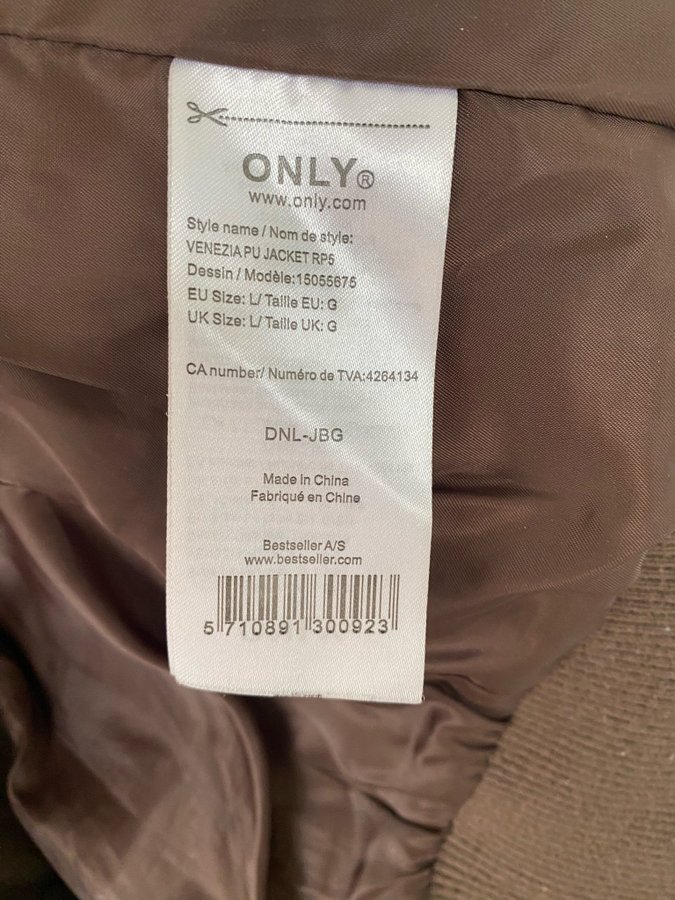 ONLY®
www.only.com
Style name / Nom de style:
VENEZIA PU JACKET RP5
Dessin / Modèle:15055675
EU Size: L/ Taille EU: G
UK Size: L/ Taille UK: G
CA number/ Numéro de TVA:4264134
DNL-JBG
Made in China
Fabriqué en Chine
Bestseller A/S
www.bestseller.com
5 710891 300923